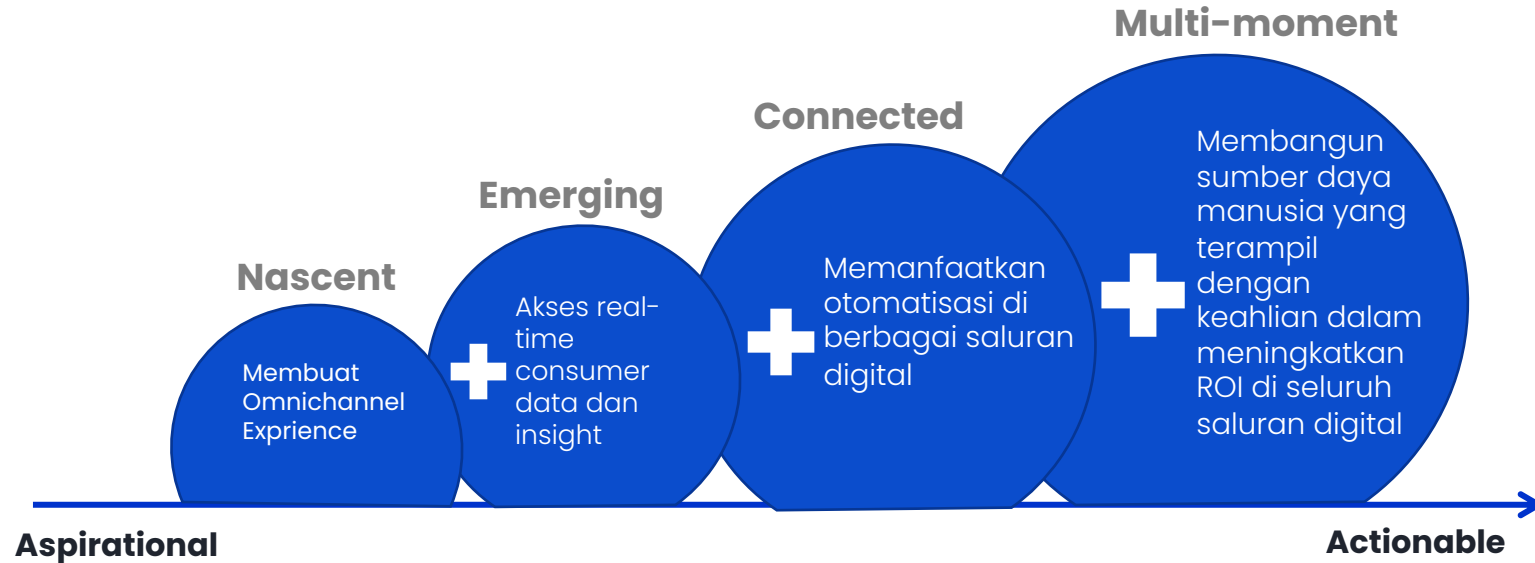 Nascent
Membuat
Omnichannel
Exprience
Emerging
Akses real-
time
consumer
data dan
insight
Connected
Memanfaatkan
otomatisasi di
berbagai saluran
digital
Multi-moment
Membangun
sumber daya
manusia yang
terampil
dengan
keahlian dalam
meningkatkan
ROI di seluruh
saluran digital
Aspirational
Actionable